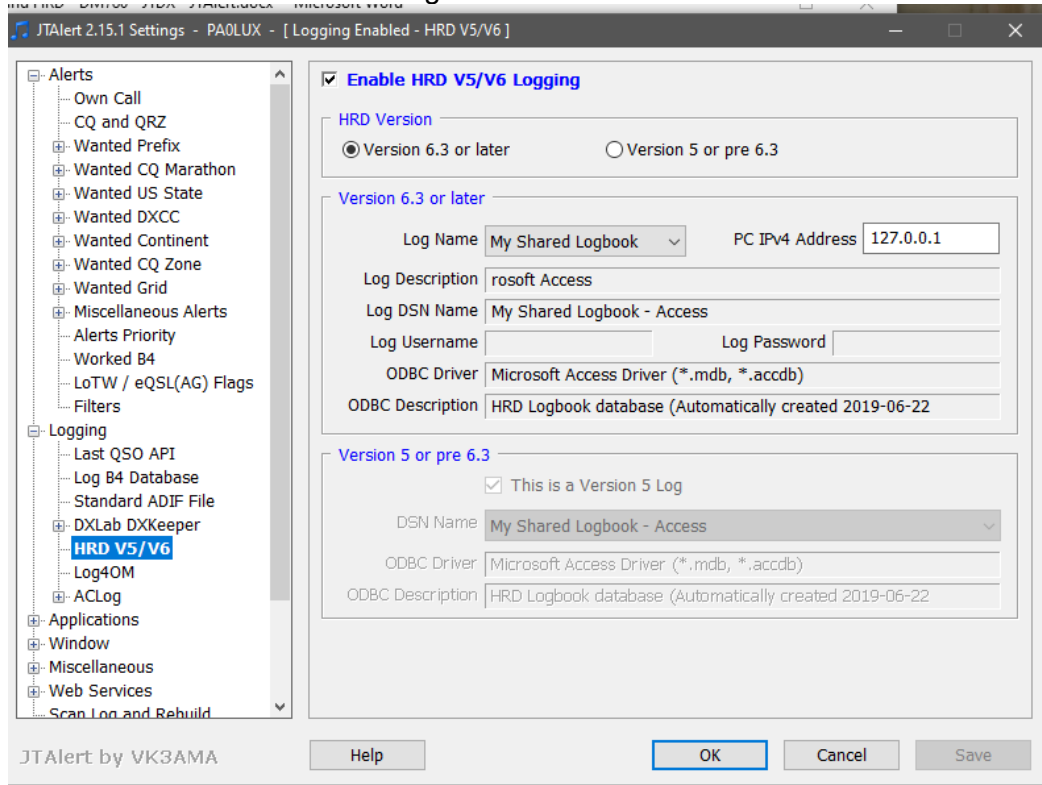 JTAlert 2.15.1 Settings - PA0LUX - [ Logging Enabled - HRD V5/V6 ]
Alerts
Own Call
CQ and QRZ
Wanted Prefix
Wanted CQ Marathon
Wanted US State
Wanted DXCC
Wanted Continent
Wanted CQ Zone
Wanted Grid
Miscellaneous Alerts
Alerts Priority
Worked B4
LoTW / eQSL(AG) Flags
Filters
Logging
Last QSO API
Log B4 Database
Standard ADIF File
DXLab DXKeeper
HRD V5/V6
Log4OM
ACLog
Applications
Window
Miscellaneous
Web Services
Scan Log and Rebuild
Enable HRD V5/V6 Logging
HRD Version
Version 6.3 or later Version 5 or pre 6.3
Version 6.3 or later
Log Name My Shared Logbook PC IPv4 Address 127.0.0.1
Log Description rosoft Access
Log DSN Name My Shared Logbook - Access
Log Username Log Password
ODBC Driver Microsoft Access Driver (*.mdb, *.accdb)
ODBC Description HRD Logbook database (Automatically created 2019-06-22
Version 5 or pre 6.3
This is a Version 5 Log
DSN Name My Shared Logbook - Access
ODBC Driver Microsoft Access Driver (*.mdb, *.accdb)
ODBC Description HRD Logbook database (Automatically created 2019-06-22
JTAlert by VK3AMA Help OK Cancel Save